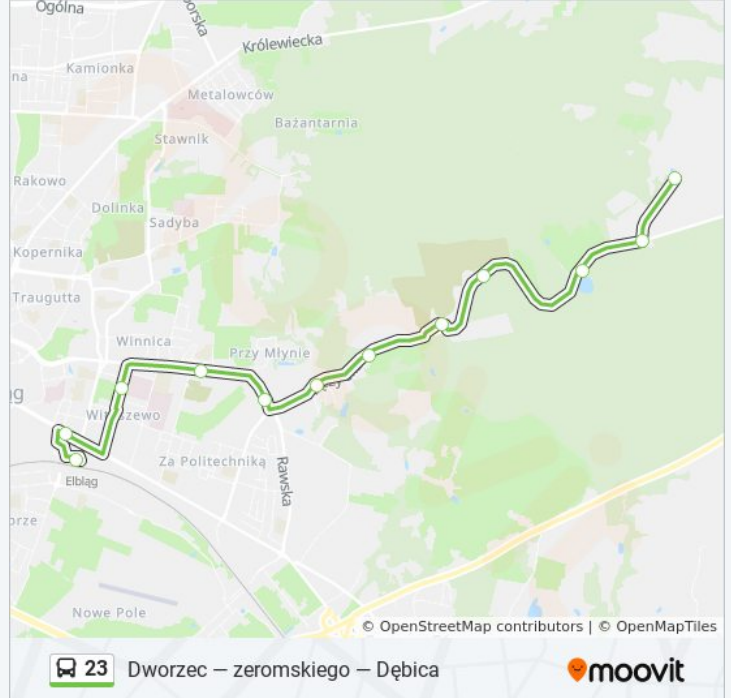 Ogólna
Królewiecka
Kamionka
na
Metalowców
Bażantarnia
Stawnik
Rakowo
Dolinka
Sadyba
Kopernika
Traugutta
Winnica
Przy Młynie
Za Politechniką
Rawska
Elbląg
Nowe Pole
© OpenStreetMap contributors | © OpenMapTiles
23 Dworzec — zeromskiego — Dębica
moovit